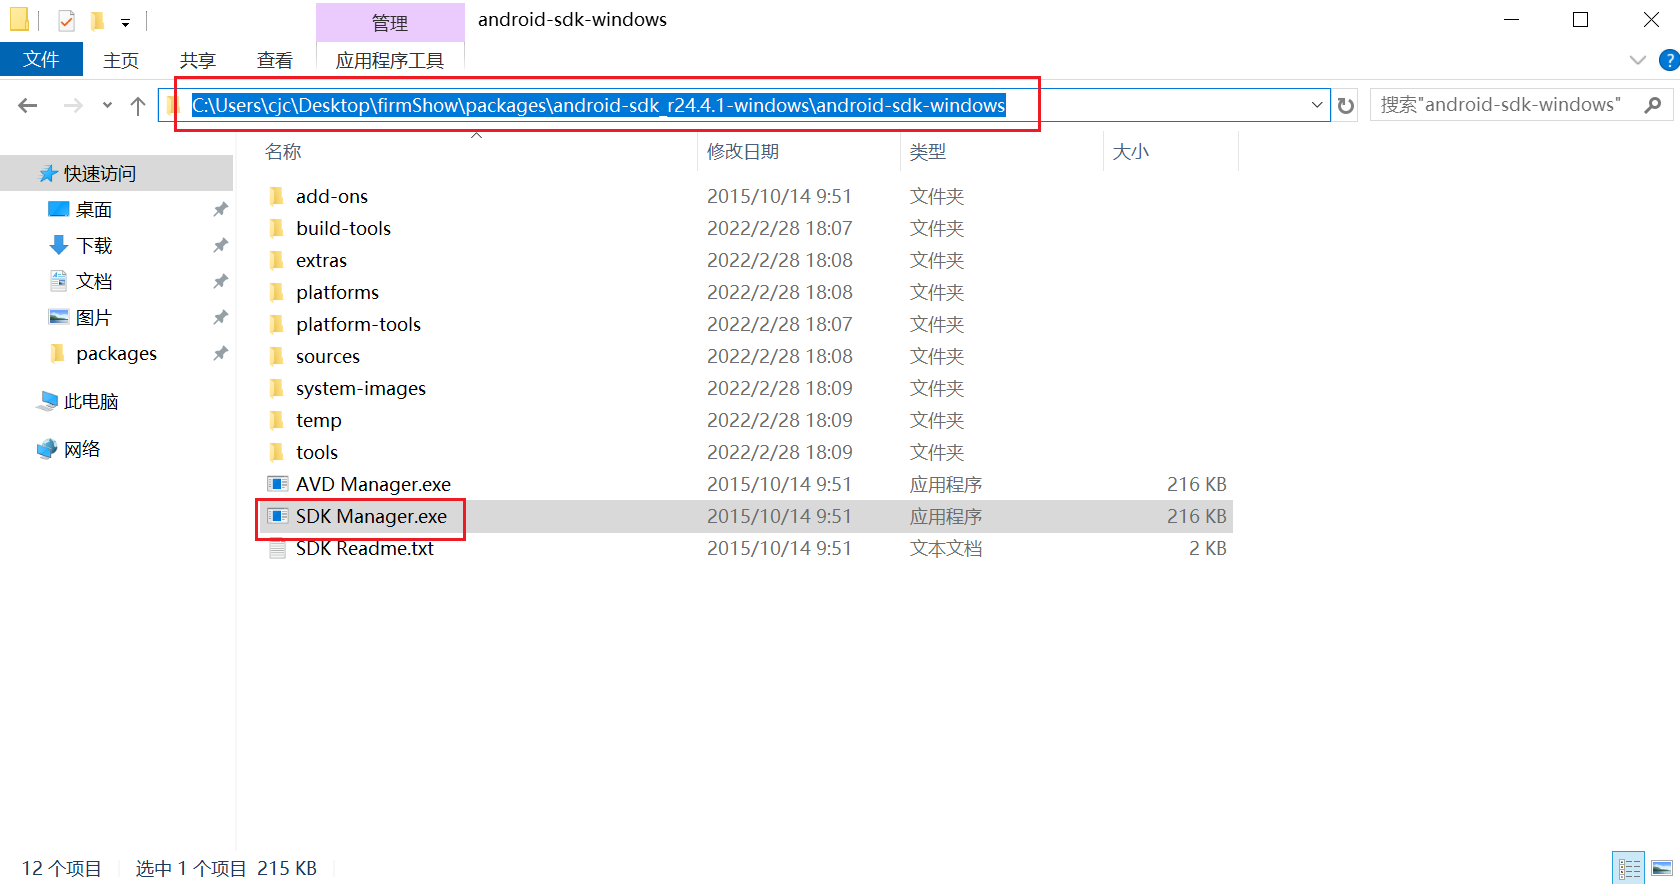 管理
android-sdk-windows
文件 主页 共享 查看 应用程序工具
C:\Users\cjc\Desktop\firmShow\packages\android-sdk_r24.4.1-windows\android-sdk-windows
搜索"android-sdk-windows"
名称 修改日期 类型 大小
快速访问
桌面
下载
文档
图片
packages
此电脑
网络
add-ons 2015/10/14 9:51 文件夹
build-tools 2022/2/28 18:07 文件夹
extras 2022/2/28 18:08 文件夹
platforms 2022/2/28 18:08 文件夹
platform-tools 2022/2/28 18:07 文件夹
sources 2022/2/28 18:08 文件夹
system-images 2022/2/28 18:09 文件夹
temp 2022/2/28 18:09 文件夹
tools 2022/2/28 18:09 文件夹
AVD Manager.exe 2015/10/14 9:51 应用程序 216 KB
SDK Manager.exe 2015/10/14 9:51 应用程序 216 KB
SDK Readme.txt 2015/10/14 9:51 文本文档 2 KB
12 个项目 选中 1 个项目 215 KB